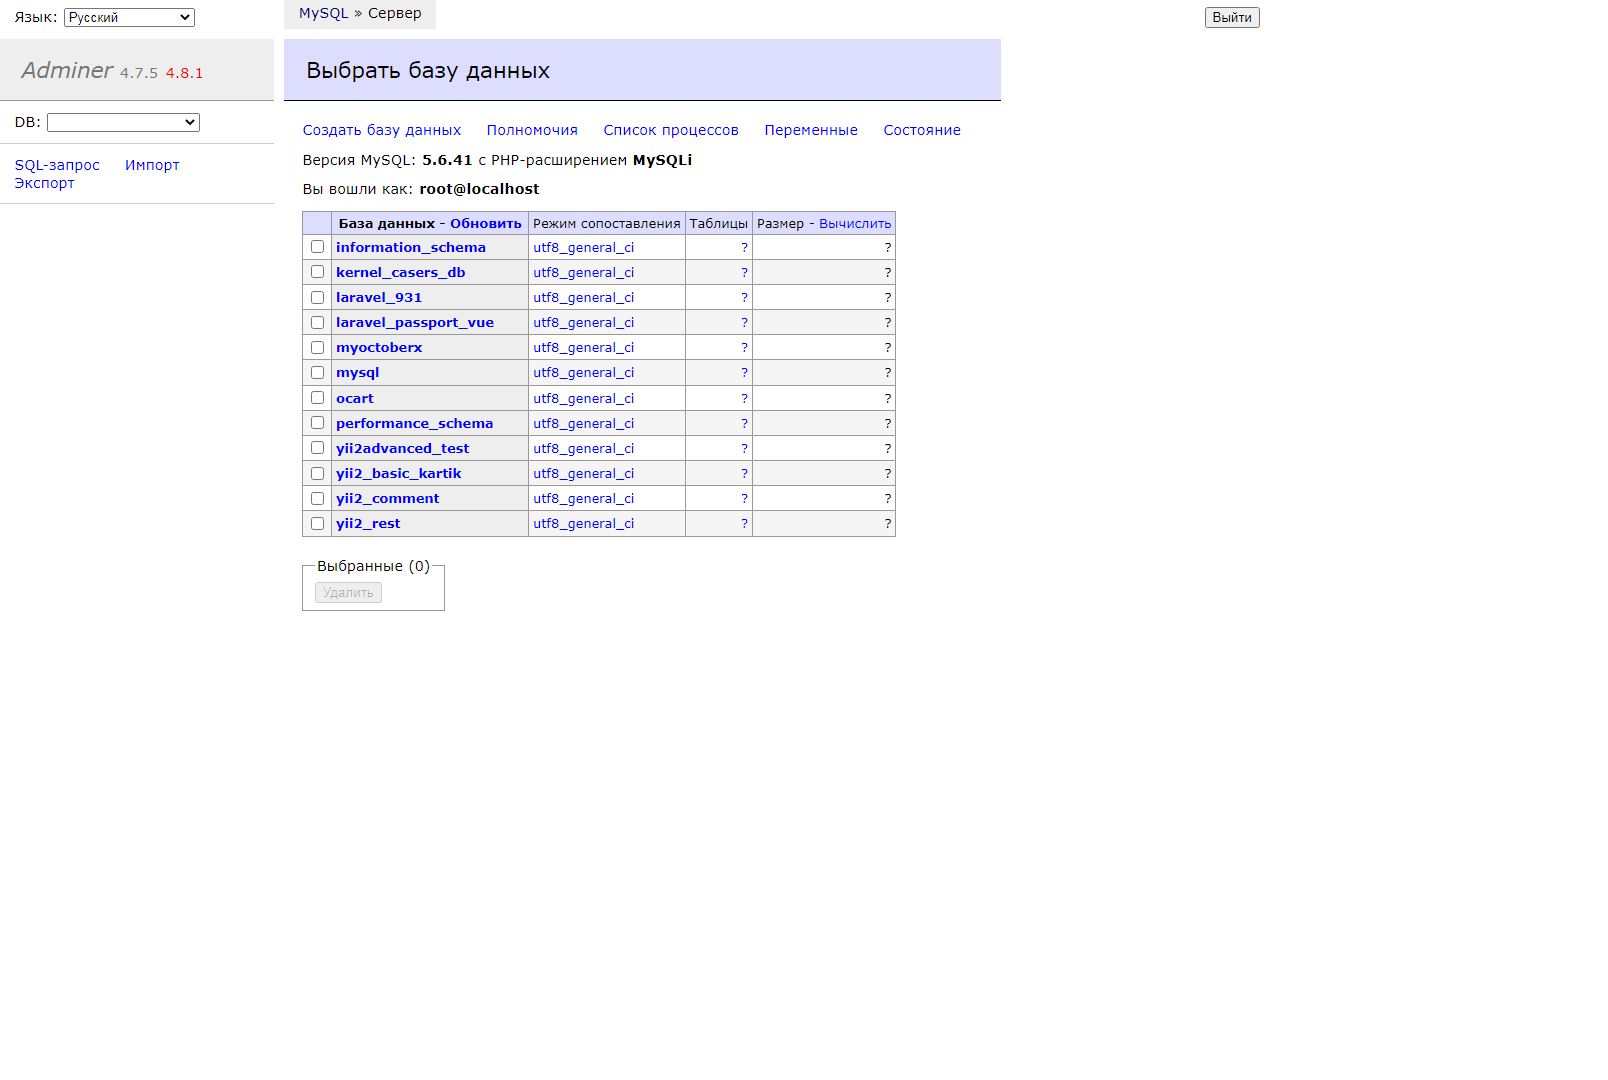 Язык: Русский
MySQL » Сервер
Выйти
Adminer 4.7.5 4.8.1
Выбрать базу данных
DB:
SQL-запрос Импорт
Экспорт
Создать базу данных Полномочия Список процессов Переменные Состояние
Версия MySQL: 5.6.41 с PHP-расширением MySQLi
Вы вошли как: root@localhost
База данных - Обновить Режим сопоставления Таблицы Размер - Вычислить
information_schema utf8_general_ci ? ?
kernel_casers_db utf8_general_ci ? ?
laravel_931 utf8_general_ci ? ?
laravel_passport_vue utf8_general_ci ? ?
myoctoberx utf8_general_ci ? ?
mysql utf8_general_ci ? ?
ocart utf8_general_ci ? ?
performance_schema utf8_general_ci ? ?
yii2advanced_test utf8_general_ci ? ?
yii2_basic_kartik utf8_general_ci ? ?
yii2_comment utf8_general_ci ? ?
yii2_rest utf8_general_ci ? ?
Выбранные (0)
Удалить